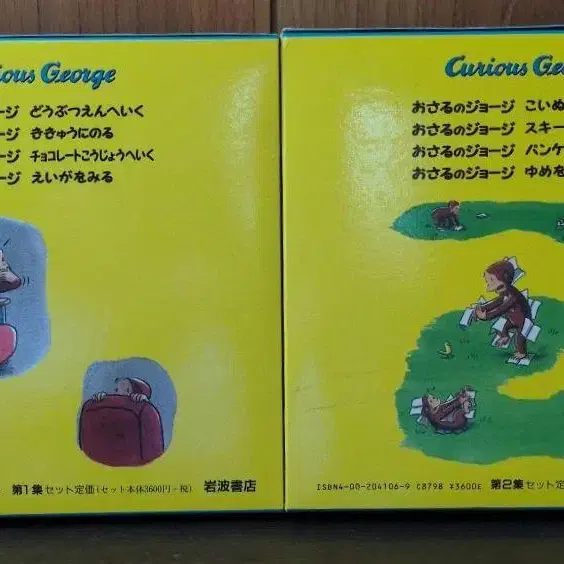 ious George
ージ どうぶつえんへいく
ージ ききゅうにのる
ージ チョコレートこうじょうへいく
ージ えいがをみる
第1集セット定価(セット本体3600円+税) 岩波書店
Curious Ge
おさるのジョージ こいぬ
おさるのジョージ スキー
おさるのジョージ パンケ
おさるのジョージ ゆめを
ISBN4-00-204106-9 C8798 ¥3600E 第2集セット定